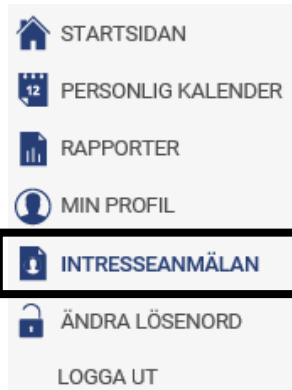 STARTSIDAN
12
PERSONLIG KALENDER
RAPPORTER
MIN PROFIL
INTRESSEANMÄLAN
ÄNDRA LÖSENORD
LOGGA UT